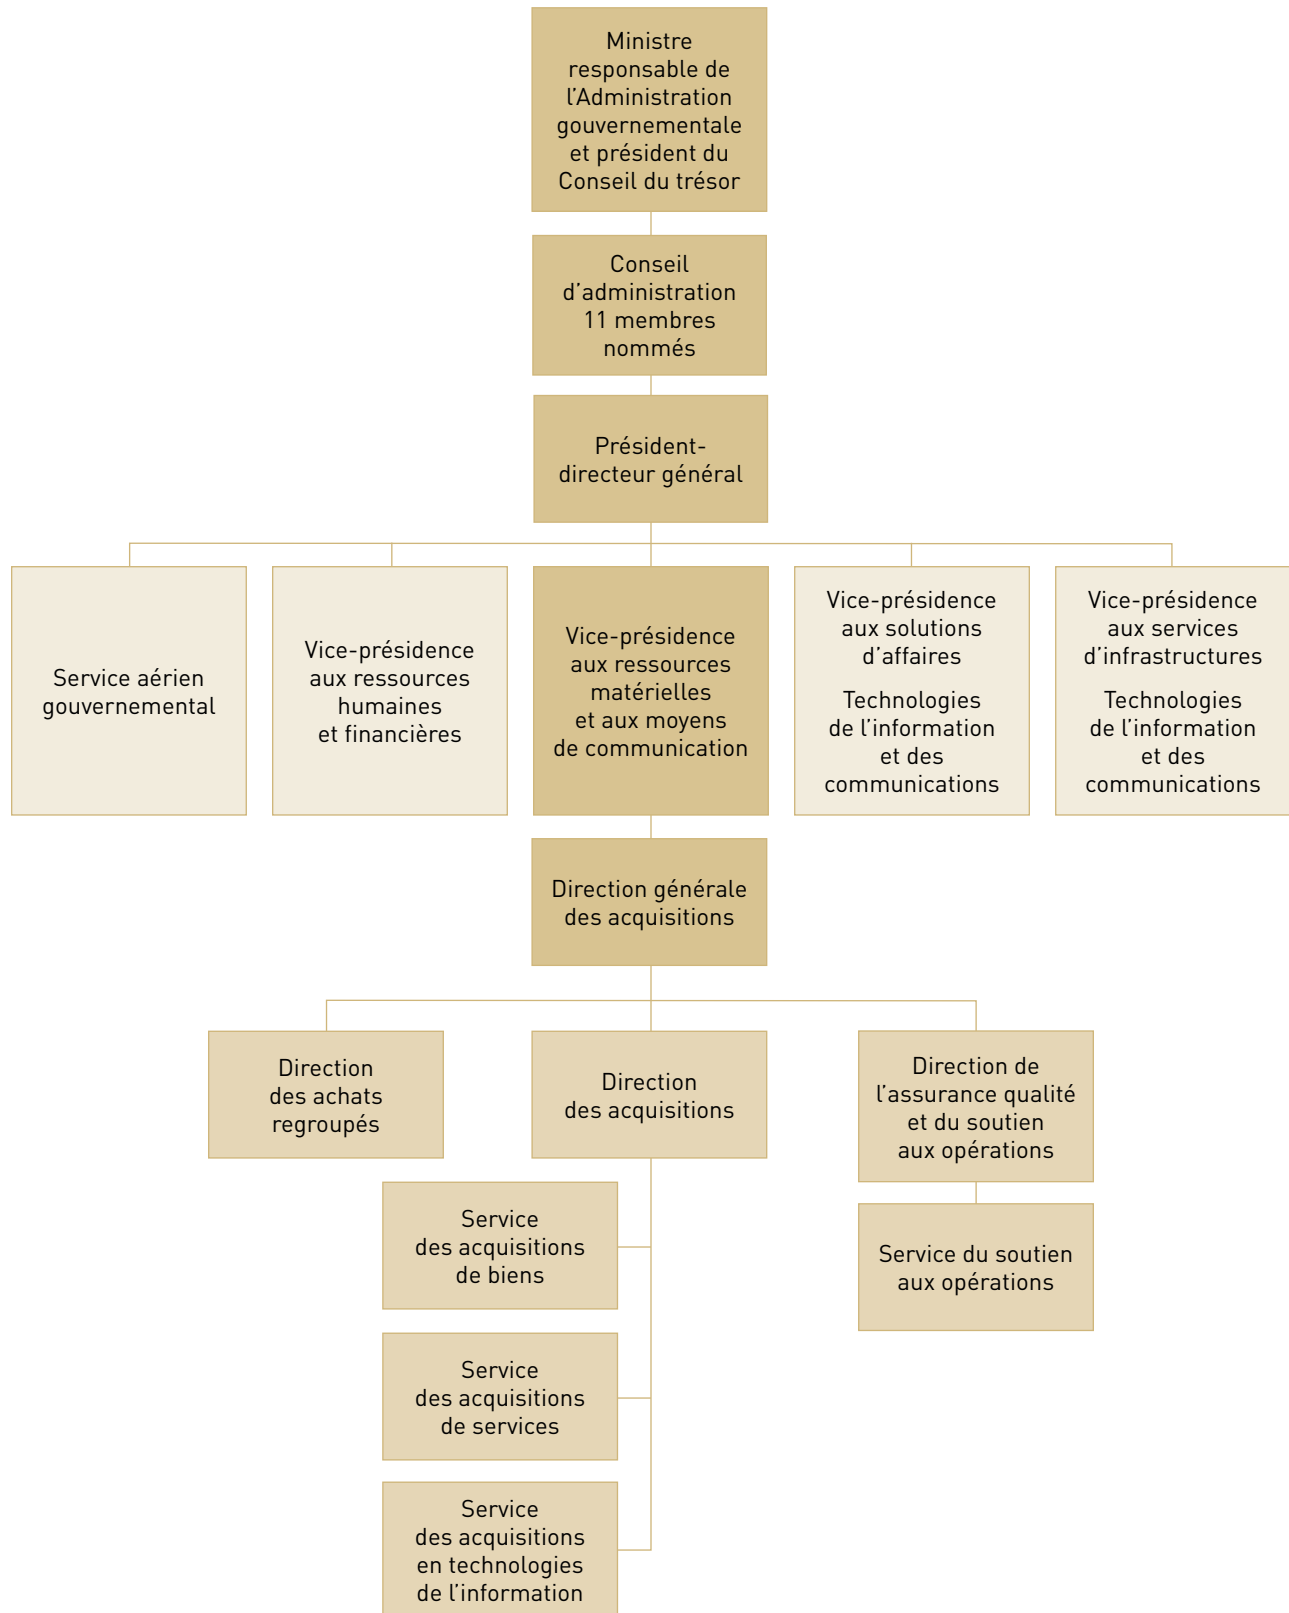 Ministre
responsable de
l'Administration
gouvernementale
et président du
Conseil du trésor
Conseil
d'administration
11 membres
nommés
Président-
directeur général
Service aérien
gouvernemental
Vice-présidence
aux ressources
humaines
et financières
Vice-présidence
aux ressources
matérielles
et aux moyens
de communication
Vice-présidence
aux solutions
d'affaires
Technologies
de l'information
et des
communications
Vice-présidence
aux services
d'infrastructures
Technologies
de l'information
et des
communications
Direction générale
des acquisitions
Direction
des achats
regroupés
Direction
des acquisitions
Direction de
l'assurance qualité
et du soutien
aux opérations
Service
des acquisitions
de biens
Service du soutien
aux opérations
Service
des acquisitions
de services
Service
des acquisitions
en technologies
de l'information